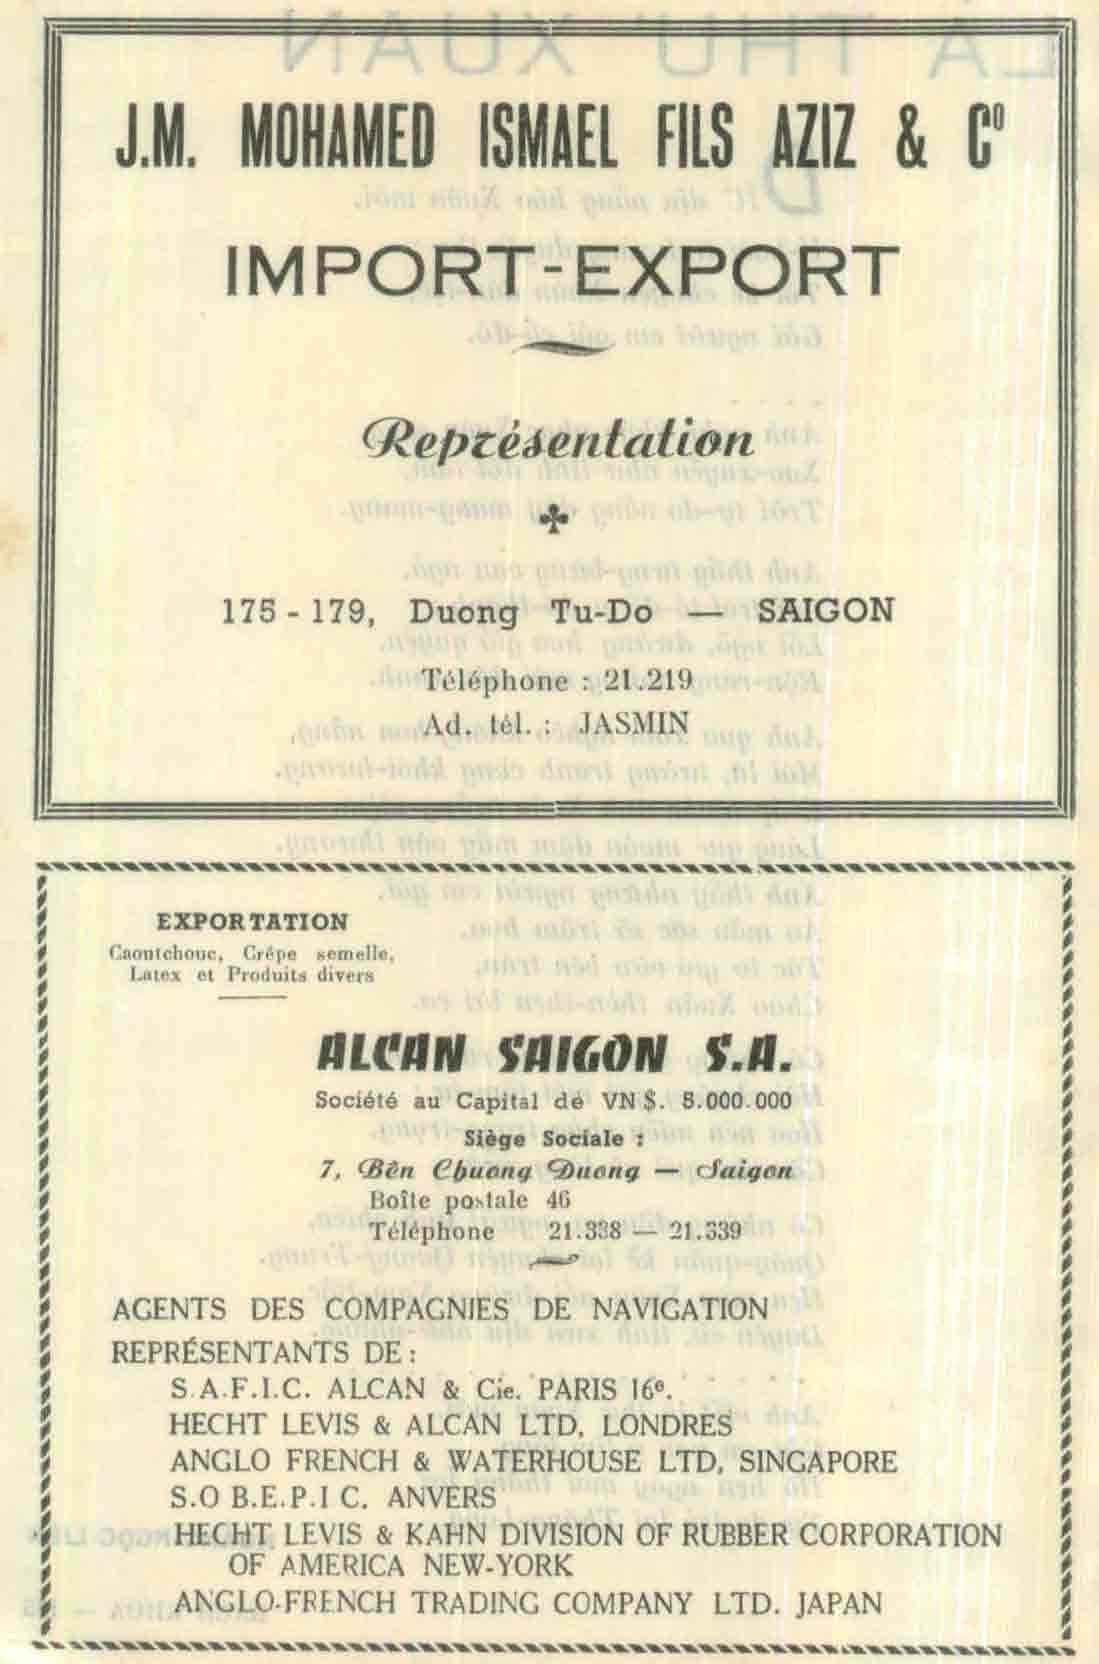 J.M. MOHAMED ISMAEL FILS AZIZ & Cº
IMPORT-EXPORT
Représentation
175 - 179, Duong Tu-Do — SAIGON
Téléphone : 21.219
Ad. tél. : JASMIN
EXPORTATION
Caoutchouc, Crêpe semelle,
Latex et Produits divers
ALCAN SAIGON S.A.
Société au Capital de VN $. 5.000.000
Siège Sociale :
7, Bên Chuong Duong — Saigon
Boîte postale 46
Téléphone 21.338 — 21.339
AGENTS DES COMPAGNIES DE NAVIGATION
REPRÉSENTANTS DE :
S.A.F.I.C. ALCAN & Cie. PARIS 16e.
HECHT LEVIS & ALCAN LTD, LONDRES
ANGLO FRENCH & WATERHOUSE LTD, SINGAPORE
S.O B.E.P.I C. ANVERS
HECHT LEVIS & KAHN DIVISION OF RUBBER CORPORATION
OF AMERICA NEW-YORK
ANGLO-FRENCH TRADING COMPANY LTD. JAPAN